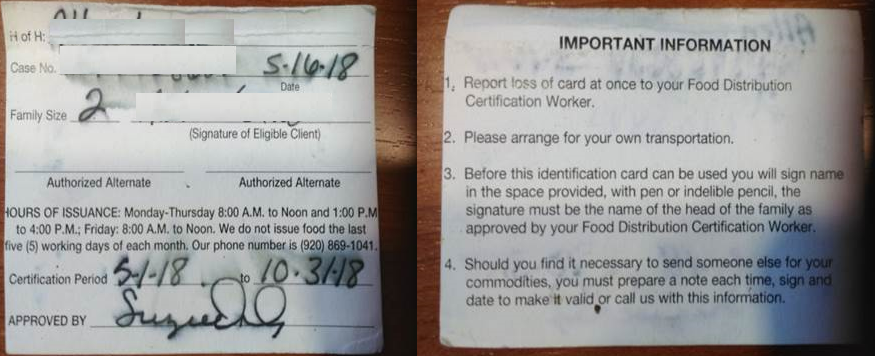 H of H:
Case No. 5-16-18
Date
Family Size 2
(Signature of Eligible Client)
Authorized Alternate Authorized Alternate
HOURS OF ISSUANCE: Monday-Thursday 8:00 A.M. to Noon and 1:00 P.M
to 4:00 P.M.; Friday: 8:00 A.M. to Noon. We do not issue food the last
five (5) working days of each month. Our phone number is (920) 869-1041.
Certification Period 5-1-18 to 10-31-18
APPROVED BY
IMPORTANT INFORMATION
1. Report loss of card at once to your Food Distribution
Certification Worker.
2. Please arrange for your own transportation.
3. Before this identification card can be used you will sign name
in the space provided, with pen or indelible pencil, the
signature must be the name of the head of the family as
approved by your Food Distribution Certification Worker.
4. Should you find it necessary to send someone else for your
commodities, you must prepare a note each time, sign and
date to make it valid or call us with this information.